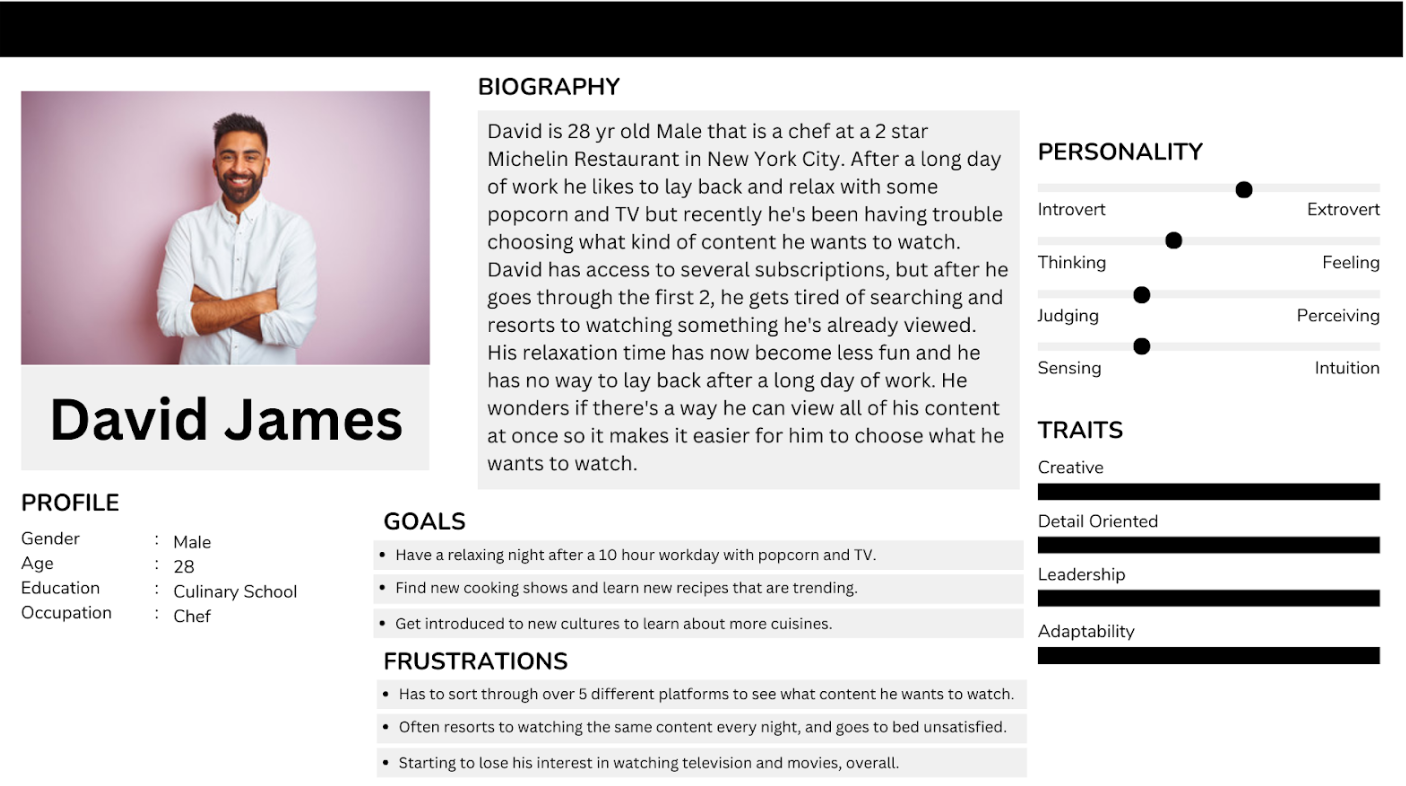 BIOGRAPHY
David is 28 yr old Male that is a chef at a 2 star
Michelin Restaurant in New York City. After a long day
of work he likes to lay back and relax with some
popcorn and TV but recently he's been having trouble
choosing what kind of content he wants to watch.
David has access to several subscriptions, but after he
goes through the first 2, he gets tired of searching and
resorts to watching something he's already viewed.
His relaxation time has now become less fun and he
has no way to lay back after a long day of work. He
wonders if there's a way he can view all of his content
at once so it makes it easier for him to choose what he
wants to watch.
David James
PROFILE
Gender : Male
Age : 28
Education : Culinary School
Occupation : Chef
GOALS
• Have a relaxing night after a 10 hour workday with popcorn and TV.
• Find new cooking shows and learn new recipes that are trending.
• Get introduced to new cultures to learn about more cuisines.
FRUSTRATIONS
• Has to sort through over 5 different platforms to see what content he wants to watch.
• Often resorts to watching the same content every night, and goes to bed unsatisfied.
• Starting to lose his interest in watching television and movies, overall.
PERSONALITY
Introvert Extrovert
Thinking Feeling
Judging Perceiving
Sensing Intuition
TRAITS
Creative
Detail Oriented
Leadership
Adaptability